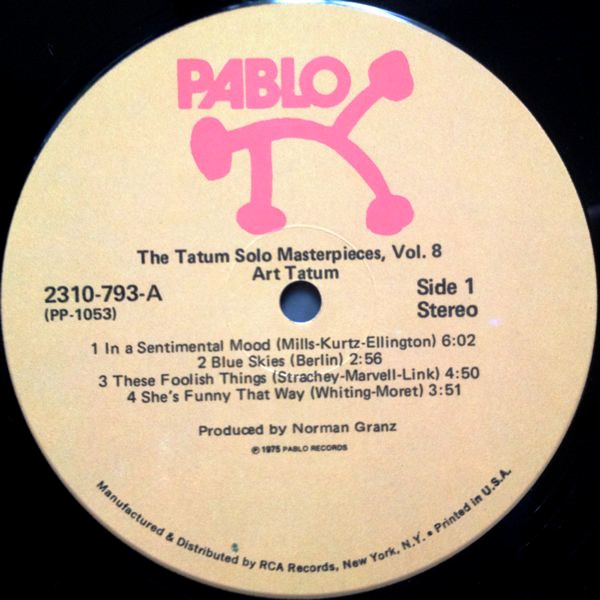 PABLO
The Tatum Solo Masterpieces, Vol. 8
Art Tatum
2310-793-A
(PP-1053)
Side 1
Stereo
1 In a Sentimental Mood (Mills-Kurtz-Ellington) 6:02
2 Blue Skies (Berlin) 2:56
3 These Foolish Things (Strachey-Marvell-Link) 4:50
4 She's Funny That Way (Whiting-Moret) 3:51
Produced by Norman Granz
℗ 1975 PABLO RECORDS
Manufactured & Distributed by RCA Records, New York, N.Y. • Printed in U.S.A.